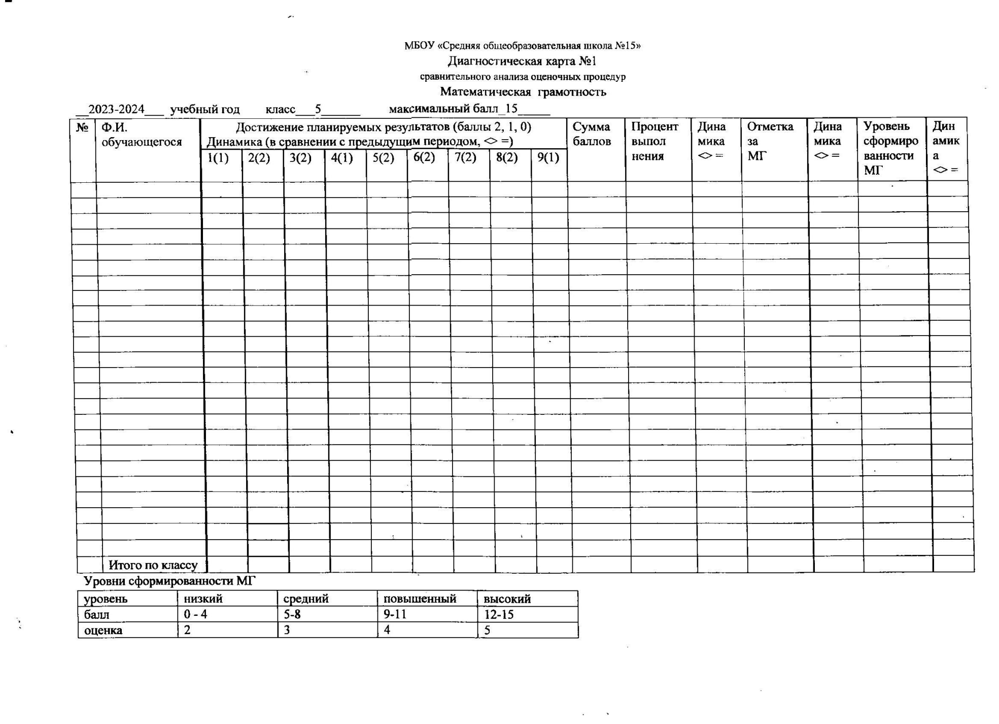 МБОУ «Средняя общеобразовательная школа №15»
Диагностическая карта №1
сравнительного анализа оценочных процедур
Математическая грамотность
__2023-2024___ учебный год класс___5______ максимальный балл_15_____
№ Ф.И. обучающегося Достижение планируемых результатов (баллы 2, 1, 0) Динамика (в сравнении с предыдущим периодом, <> =) Сумма баллов Процент выпол нения Дина мика <> = Отметка за МГ Дина мика <> = Уровень сформиро ванности МГ Дин амик а <> =
1(1) 2(2) 3(2) 4(1) 5(2) 6(2) 7(2) 8(2) 9(1)
Итого по классу
Уровни сформированности МГ
уровень низкий средний повышенный высокий
балл 0 - 4 5-8 9-11 12-15
оценка 2 3 4 5